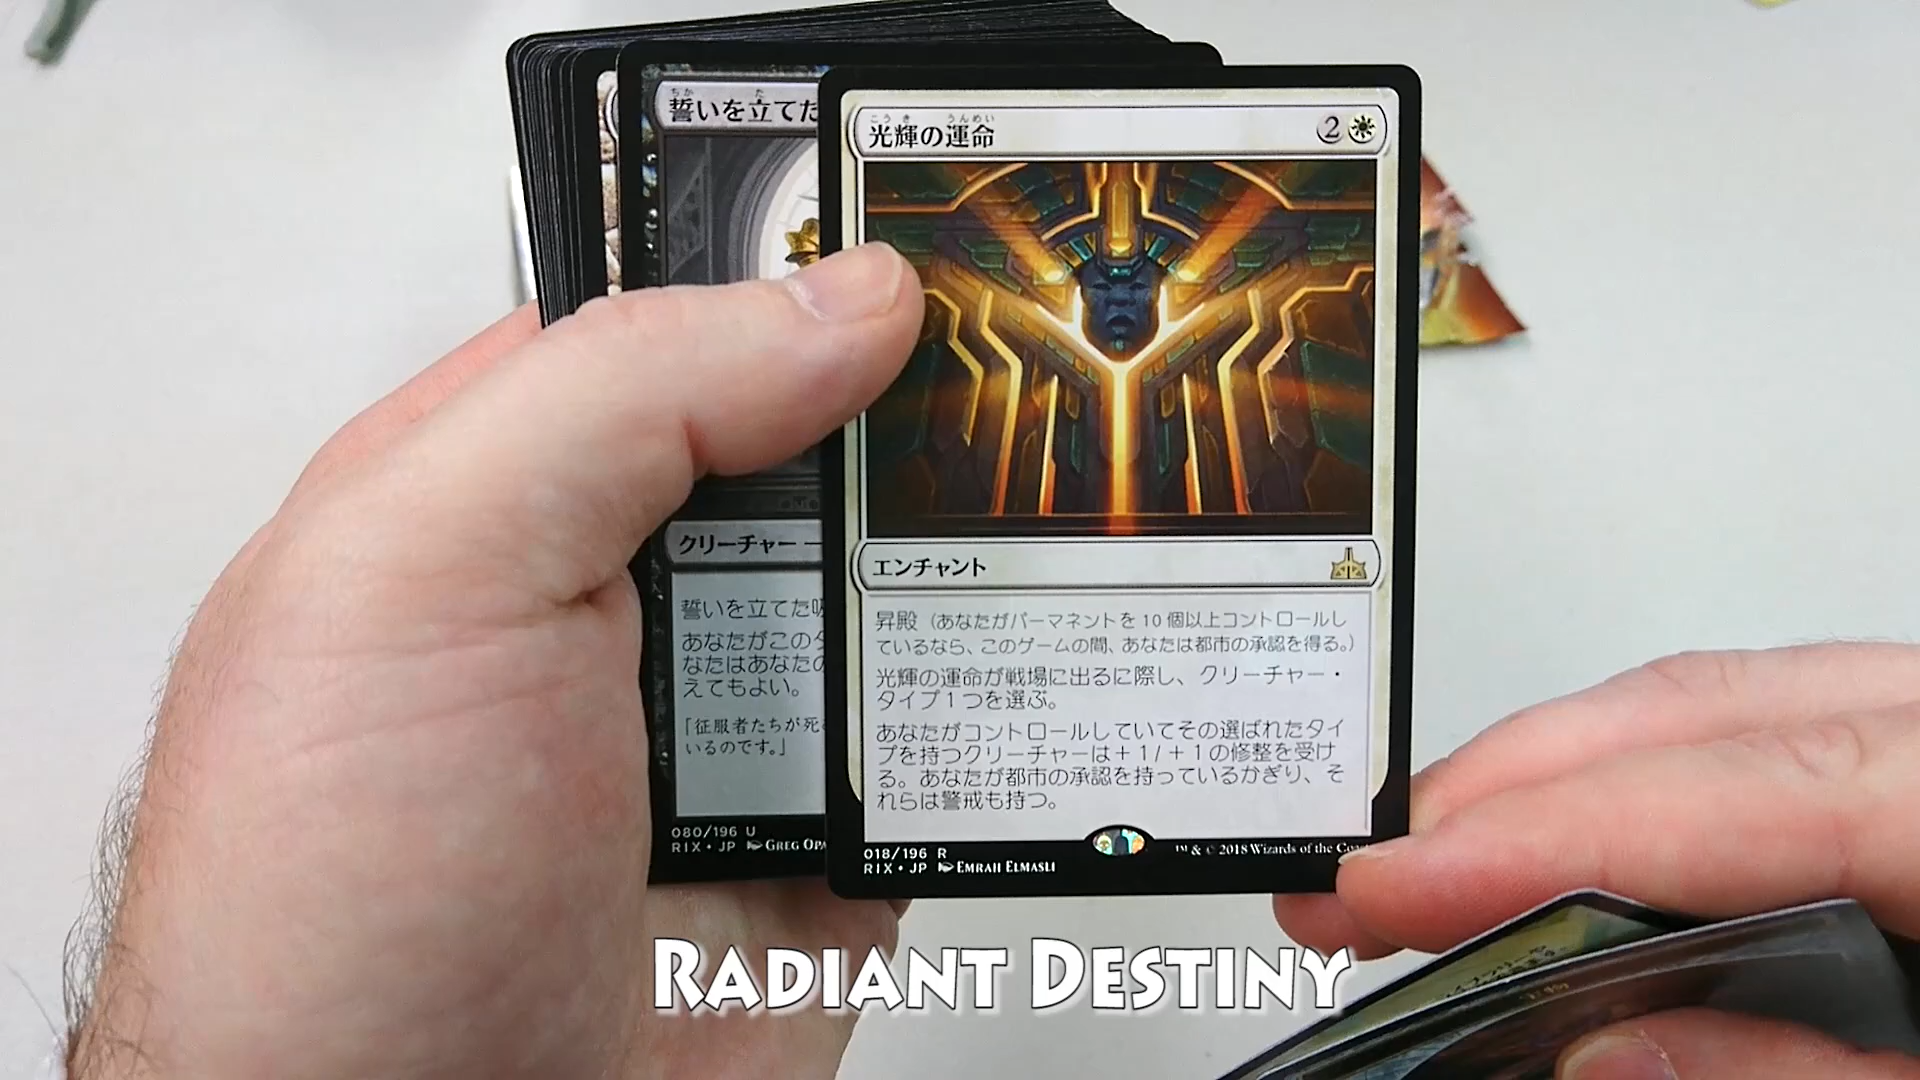 誓いを立てた
クリーチャー ー
誓いを立てた
あなたがこの
なたはあなたの
えてもよい。
「征服者たちが死
いるのです。」
080/196 U
RIX・JP GREG OPA
光輝の運命
こうき うんめい
2
エンチャント
昇殿（あなたがパーマネントを10個以上コントロールし
ているなら、このゲームの間、あなたは都市の承認を得る。）
光輝の運命が戦場に出るに際し、クリーチャー・
タイプ1つを選ぶ。
あなたがコントロールしていてその選ばれたタイ
プを持つクリーチャーは＋1/＋1の修整を受け
る。あなたが都市の承認を持っているかぎり、そ
れらは警戒も持つ。
018/196 R
RIX・JP EMRAH ELMASLI
™ & © 2018 Wizards of the Coa
RADIANT DESTINY